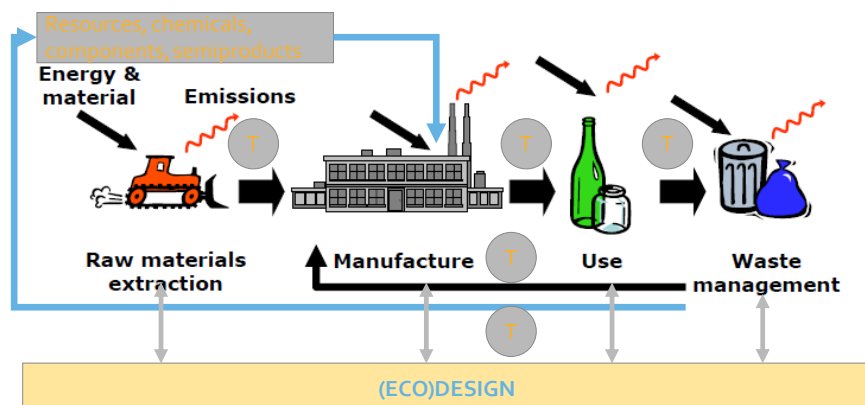 Resources, chemicals,
components, semiproducts
Energy &
material
Emissions
T
T
T
Raw materials
extraction
Manufacture
T
Use
Waste
management
T
(ECO)DESIGN